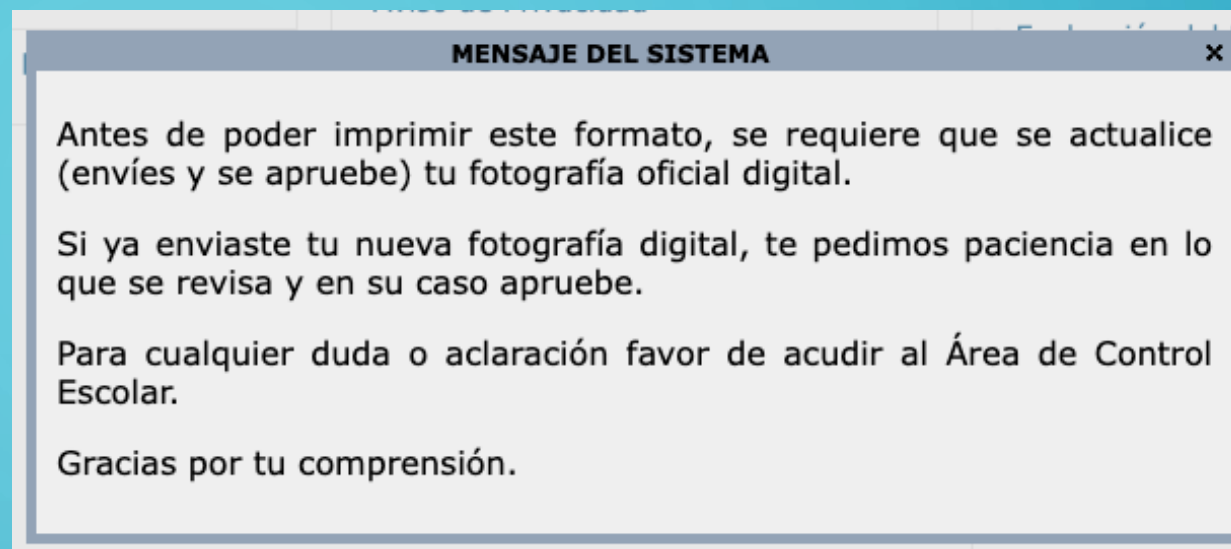 MENSAJE DEL SISTEMA ×
Antes de poder imprimir este formato, se requiere que se actualice
(envíes y se apruebe) tu fotografía oficial digital.
Si ya enviaste tu nueva fotografía digital, te pedimos paciencia en lo
que se revisa y en su caso apruebe.
Para cualquier duda o aclaración favor de acudir al Área de Control
Escolar.
Gracias por tu comprensión.